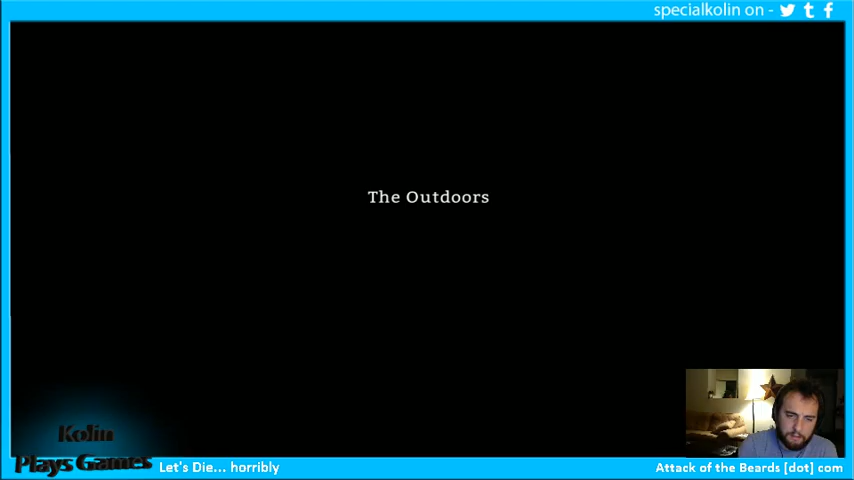 specialkolin on -
The Outdoors
Kolin
Plays Games
Let's Die... horribly
Attack of the Beards [dot] com